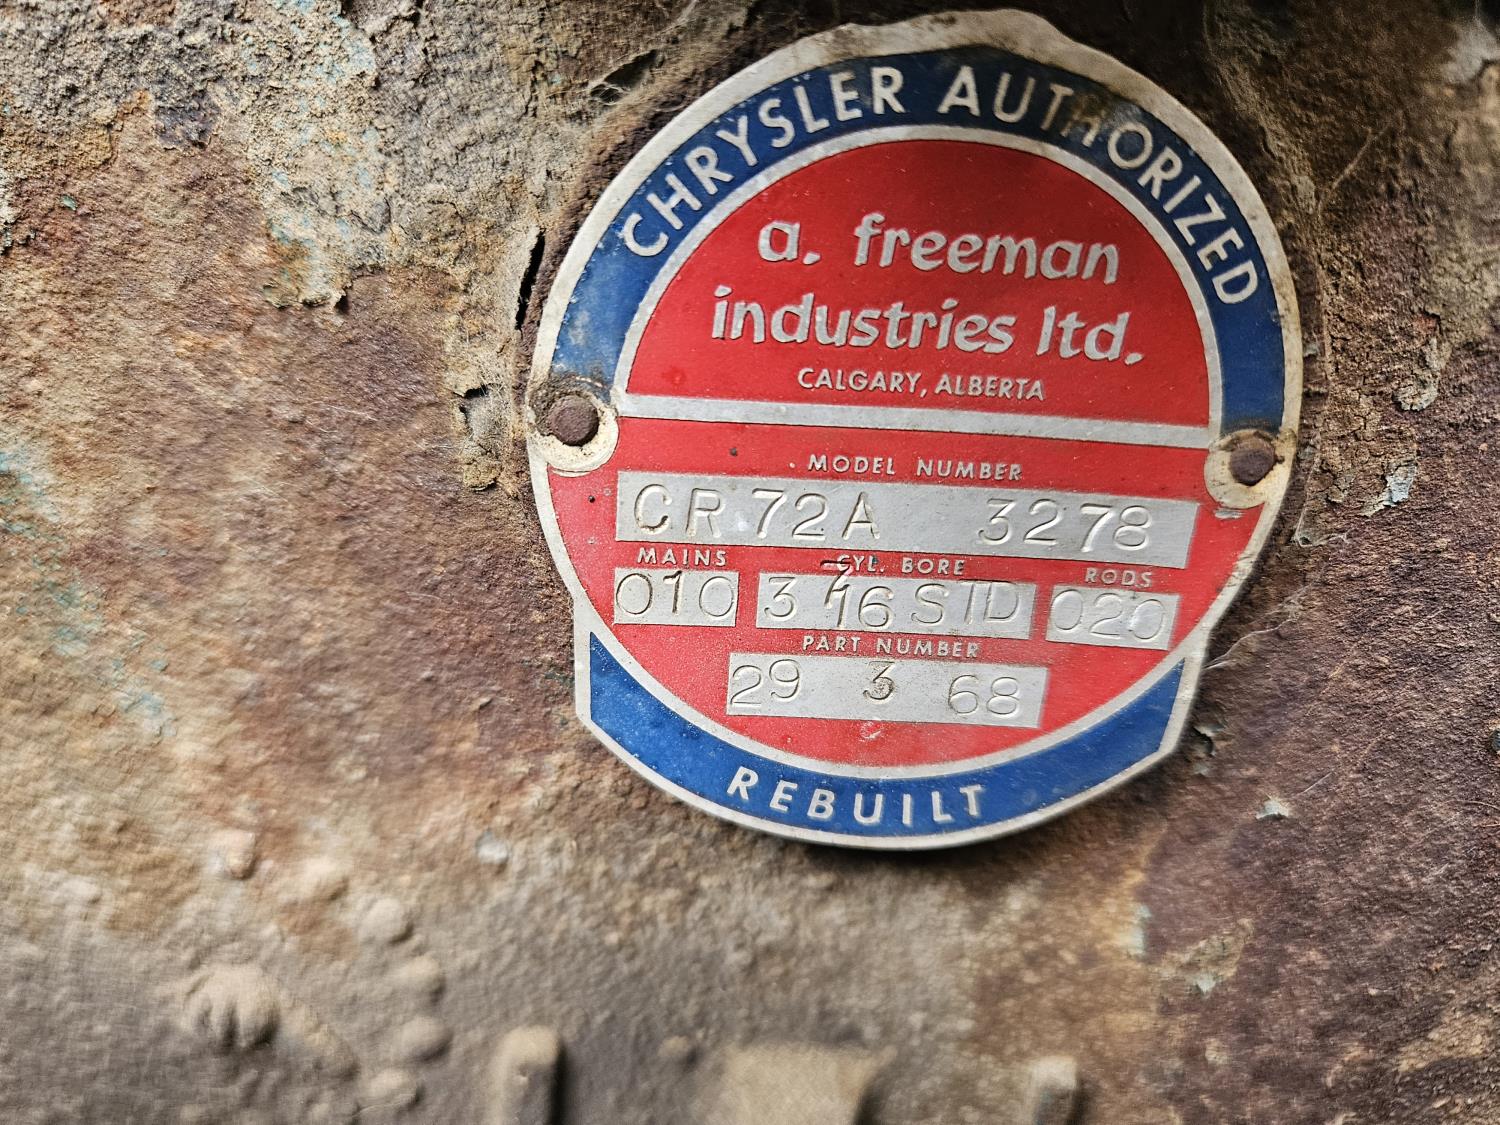 CHRYSLER AUTHORIZED
a. freeman
industries ltd.
CALGARY, ALBERTA
MODEL NUMBER
CR 72A 3278
MAINS CYL. BORE RODS
010 3 7/16 STD 020
PART NUMBER
29 3 68
REBUILT